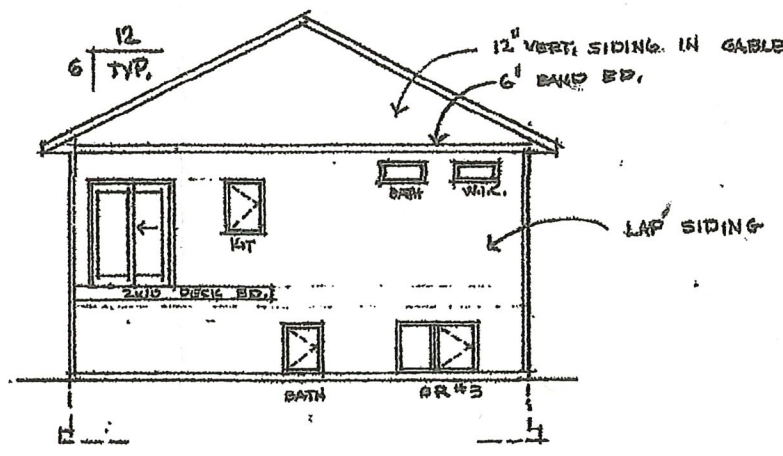 12
6 TYP.
12" VERT. SIDING IN GABLE
6" BAND BD.
BATH W.I.C.
KIT
LAP SIDING
2X10 DECK BD.
BATH
BR #3